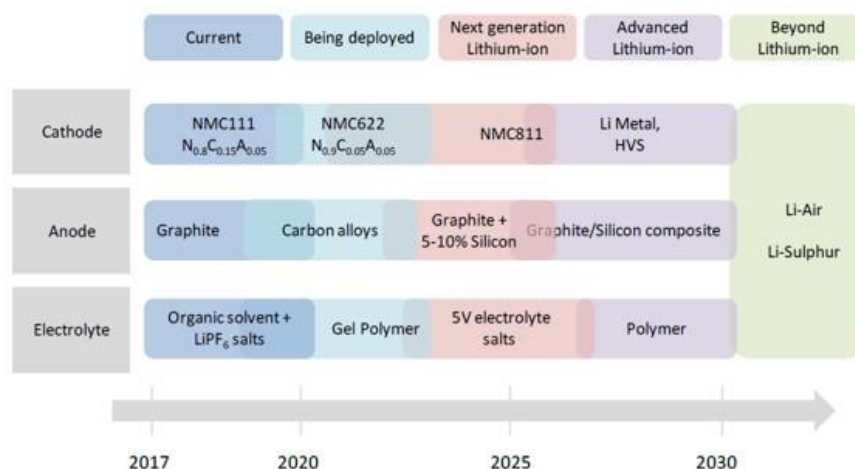 Current
Being deployed
Next generation
Lithium-ion
Advanced
Lithium-ion
Beyond
Lithium-ion
Cathode
NMC111
N₀.₈C₀.₁₅A₀.₀₅
NMC622
N₀.₉C₀.₀₅A₀.₀₅
NMC811
Li Metal,
HVS
Anode
Graphite
Carbon alloys
Graphite +
5-10% Silicon
Graphite/Silicon composite
Li-Air
Li-Sulphur
Electrolyte
Organic solvent +
LiPF₆ salts
Gel Polymer
5V electrolyte
salts
Polymer
2017
2020
2025
2030